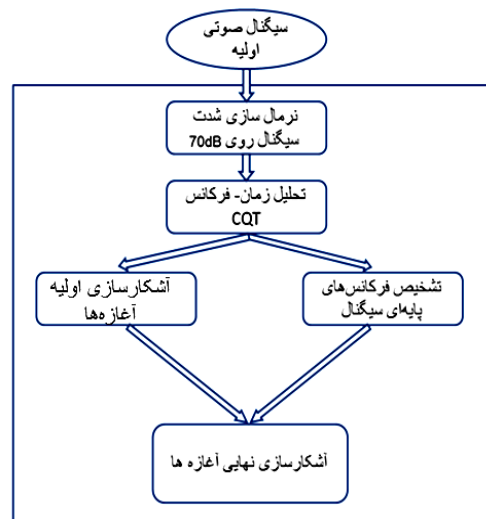 سیگنال صوتی
اولیه
نرمال سازی شدت
سیگنال روی 70dB
تحلیل زمان- فرکانس
CQT
تشخیص فرکانس‌های
پایه‌ای سیگنال
آشکارسازی اولیه
آغازه‌ها
آشکارسازی نهایی آغازه ها